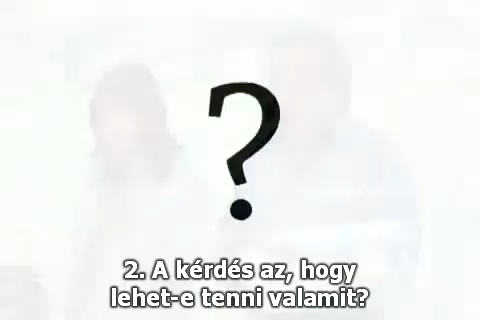 ?
2. A kérdés az, hogy
lehet-e tenni valamit?